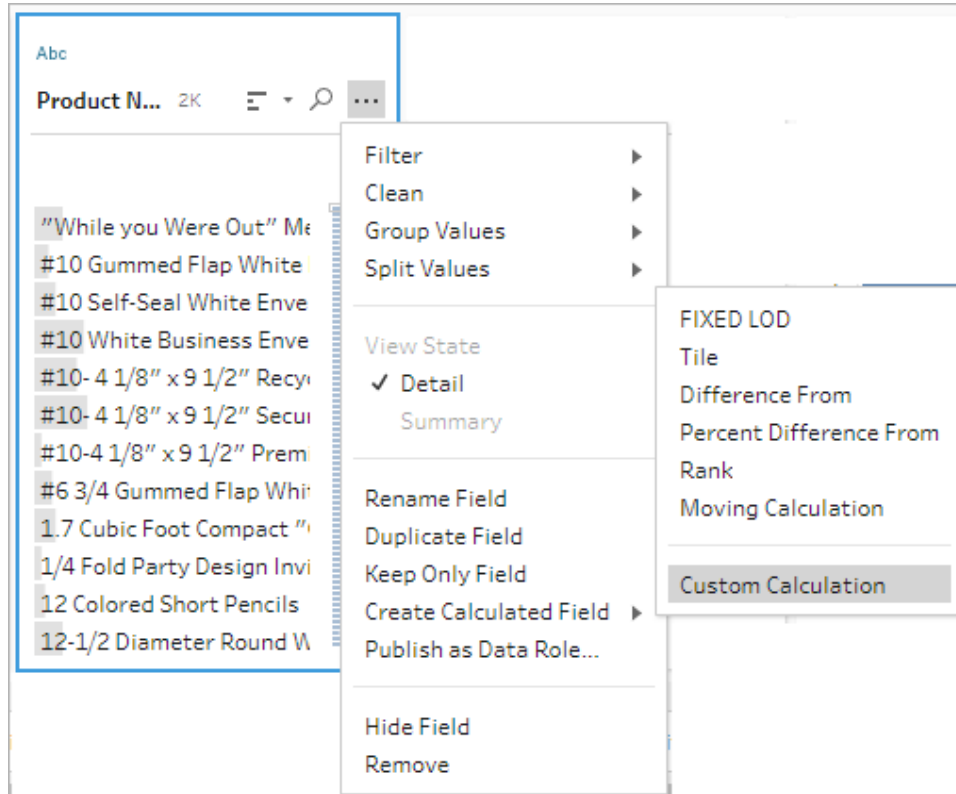 Abc
Product N... 2K
"While you Were Out" Me
#10 Gummed Flap White
#10 Self-Seal White Enve
#10 White Business Enve
#10- 4 1/8" x 9 1/2" Recy
#10- 4 1/8" x 9 1/2" Secur
#10-4 1/8" x 9 1/2" Premi
#6 3/4 Gummed Flap Whit
1.7 Cubic Foot Compact "
1/4 Fold Party Design Invi
12 Colored Short Pencils
12-1/2 Diameter Round W
Filter
Clean
Group Values
Split Values
View State
✓ Detail
Summary
Rename Field
Duplicate Field
Keep Only Field
Create Calculated Field
Publish as Data Role...
Hide Field
Remove
FIXED LOD
Tile
Difference From
Percent Difference From
Rank
Moving Calculation
Custom Calculation